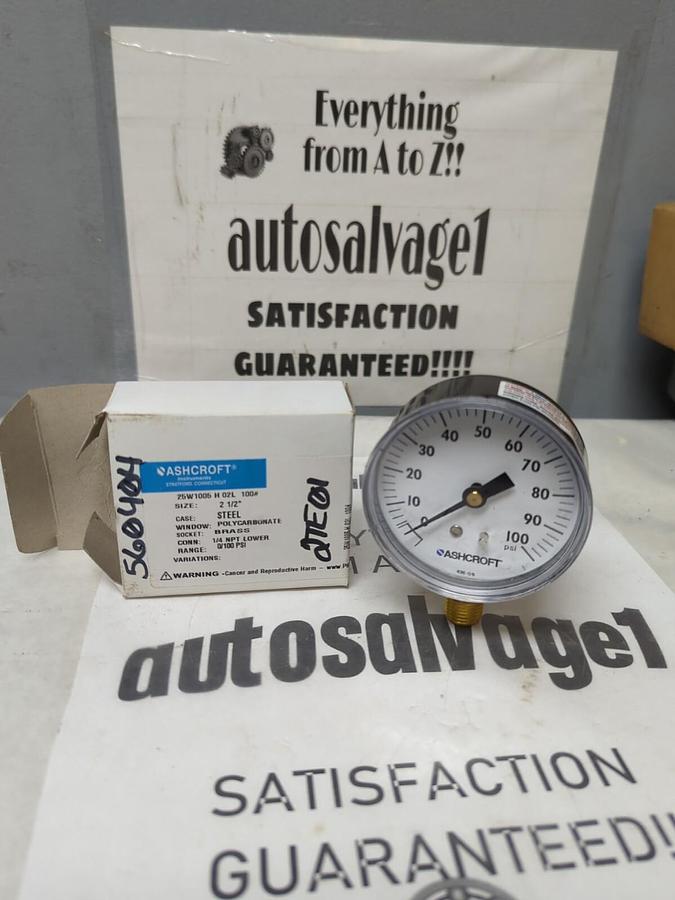 Everything
from A to Z!!
autosalvage1
SATISFACTION
GUARANTEED!!!!
560404
ASHCROFT®
Instruments
STRATFORD, CONNECTICUT
25W1005 H 02L 100#
SIZE: 2 1/2"
CASE: STEEL
WINDOW: POLYCARBONATE
SOCKET: BRASS
CONN: 1/4 NPT LOWER
RANGE: 0/100 PSI
VARIATIONS:
WARNING -Cancer and Reproductive Harm - www.P
2TE01
0
10
20
30
40
50
60
70
80
90
100
psi
ASHCROFT
autosalvage1
SATISFACTION
GUARANTEED!!